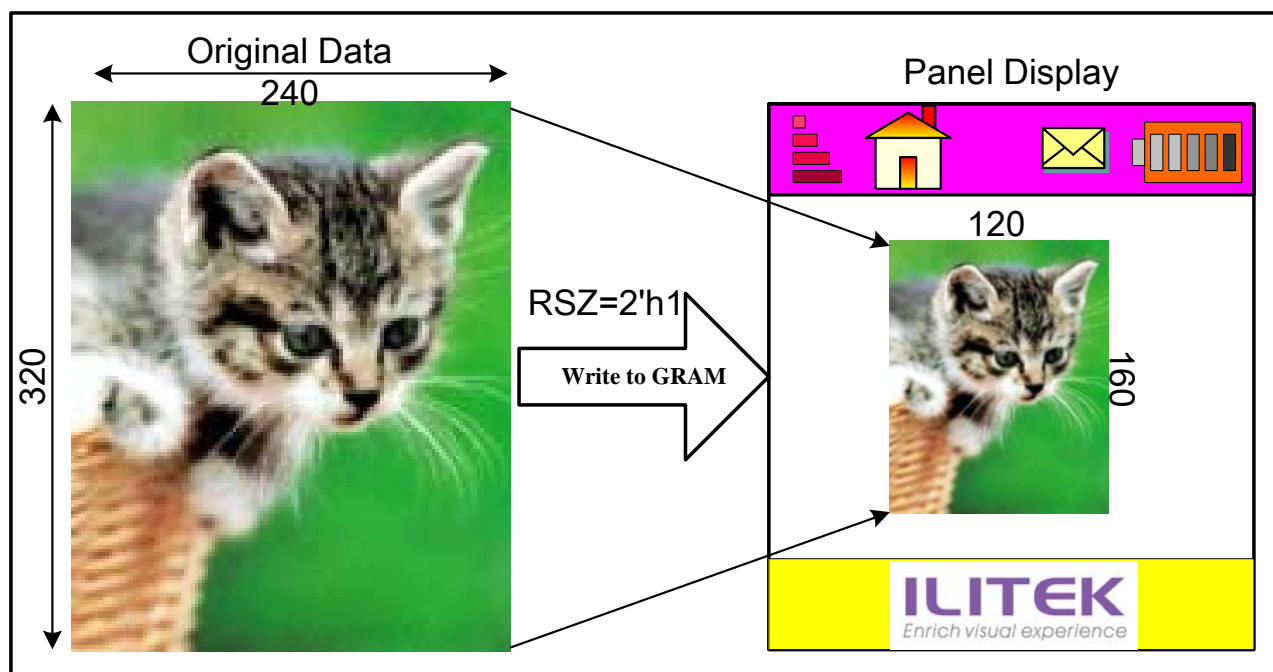 Original Data
240
320
RSZ=2'h1
Write to GRAM
Panel Display
120
160
ILITEK
Enrich visual experience